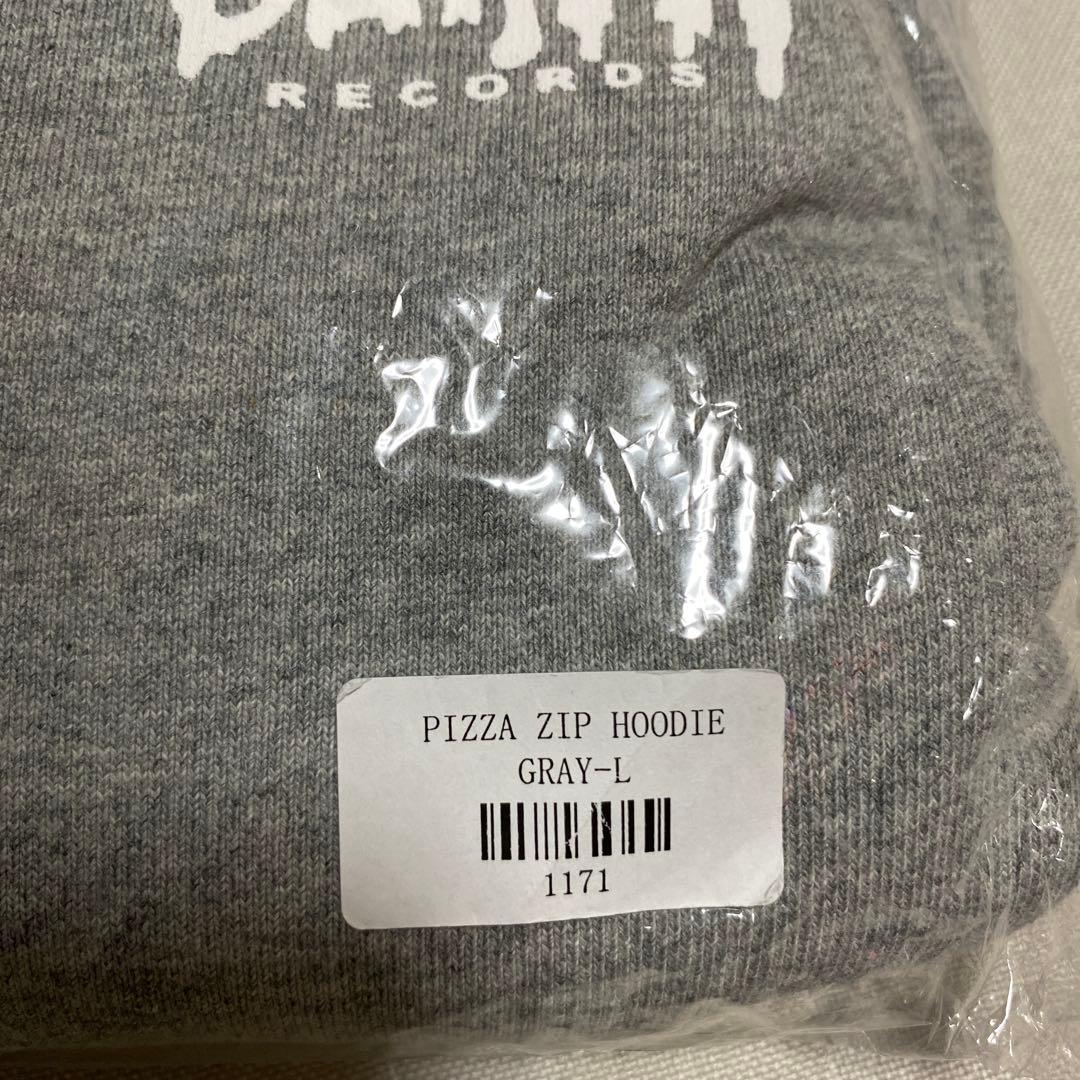 RECORDS
PIZZA ZIP HOODIE
GRAY-L
1171